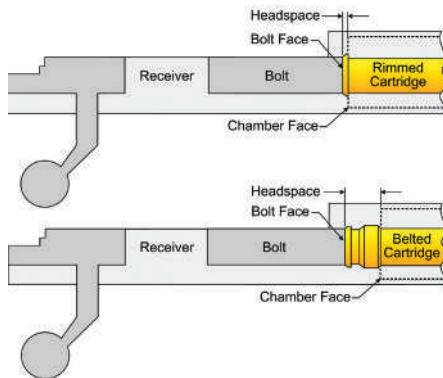 Headspace
Bolt Face
Receiver
Bolt
Rimmed
Cartridge
Chamber Face
Headspace
Bolt Face
Receiver
Bolt
Belted
Cartridge
Chamber Face